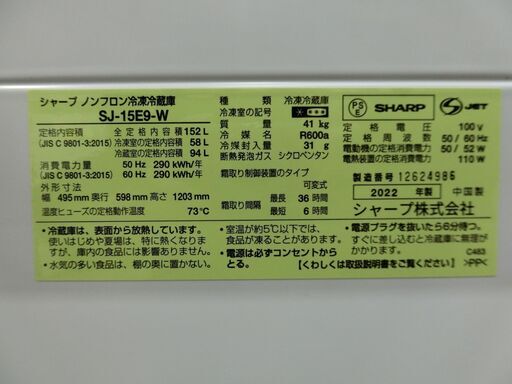 シャープ ノンフロン冷凍冷蔵庫
SJ-15E9-W
定格内容積
(JIS C 9801-3:2015)
全 定格内容積 152 L
冷凍室の定格内容積 58 L
冷蔵室の定格内容積 94 L
消費電力量
(JIS C 9801-3:2015)
50 Hz 290 kWh/年
60 Hz 290 kWh/年
外形寸法
幅 495 mm 奥行 598 mm 高さ 1203 mm
温度ヒューズの定格動作温度 73℃
種類 冷凍冷蔵庫
冷凍室の記号
質量 41 kg
冷媒 R600a
冷媒封入量 31 g
断熱発泡ガス シクロペンタン
霜取り制御装置のタイプ
可変式
霜取り間隔 最長 36 時間
最短 6 時間
PS
E
SHARP
JET
定格電圧 100 V
定格周波数 50 / 60 Hz
電動機の定格消費電力 50 / 52 W
電熱装置の定格消費電力 110 W
製造番号 12624986
2022 年製 中国製
シャープ株式会社
・冷蔵庫は、表面から放熱しています。
使いはじめや夏場は、特に熱くなりま
すが、庫内の食品には影響ありません。
・水気の多い食品は、棚の奥に置かない。
・室温が約5℃以下では、
食品が凍ることがあります。
・電源は必ずコンセントから
とる。
・電源プラグを抜いたら6分待つ。
すぐに差し込むと冷蔵庫に無理が
かかります。
C483
【くわしくは取扱説明書をご覧ください】
>PP<